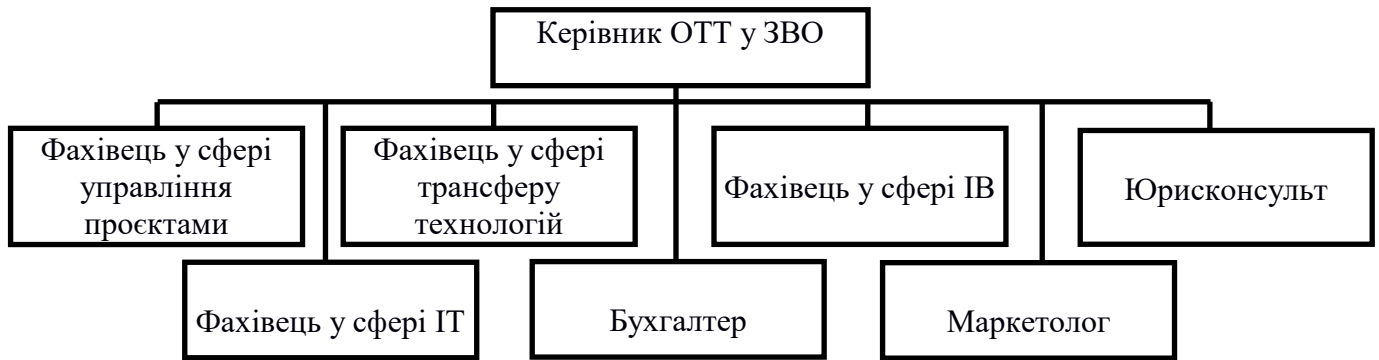 Керівник ОТТ у ЗВО
Фахівець у сфері
управління
проєктами
Фахівець у сфері
трансферу
технологій
Фахівець у сфері ІВ
Юрисконсульт
Фахівець у сфері ІТ
Бухгалтер
Маркетолог